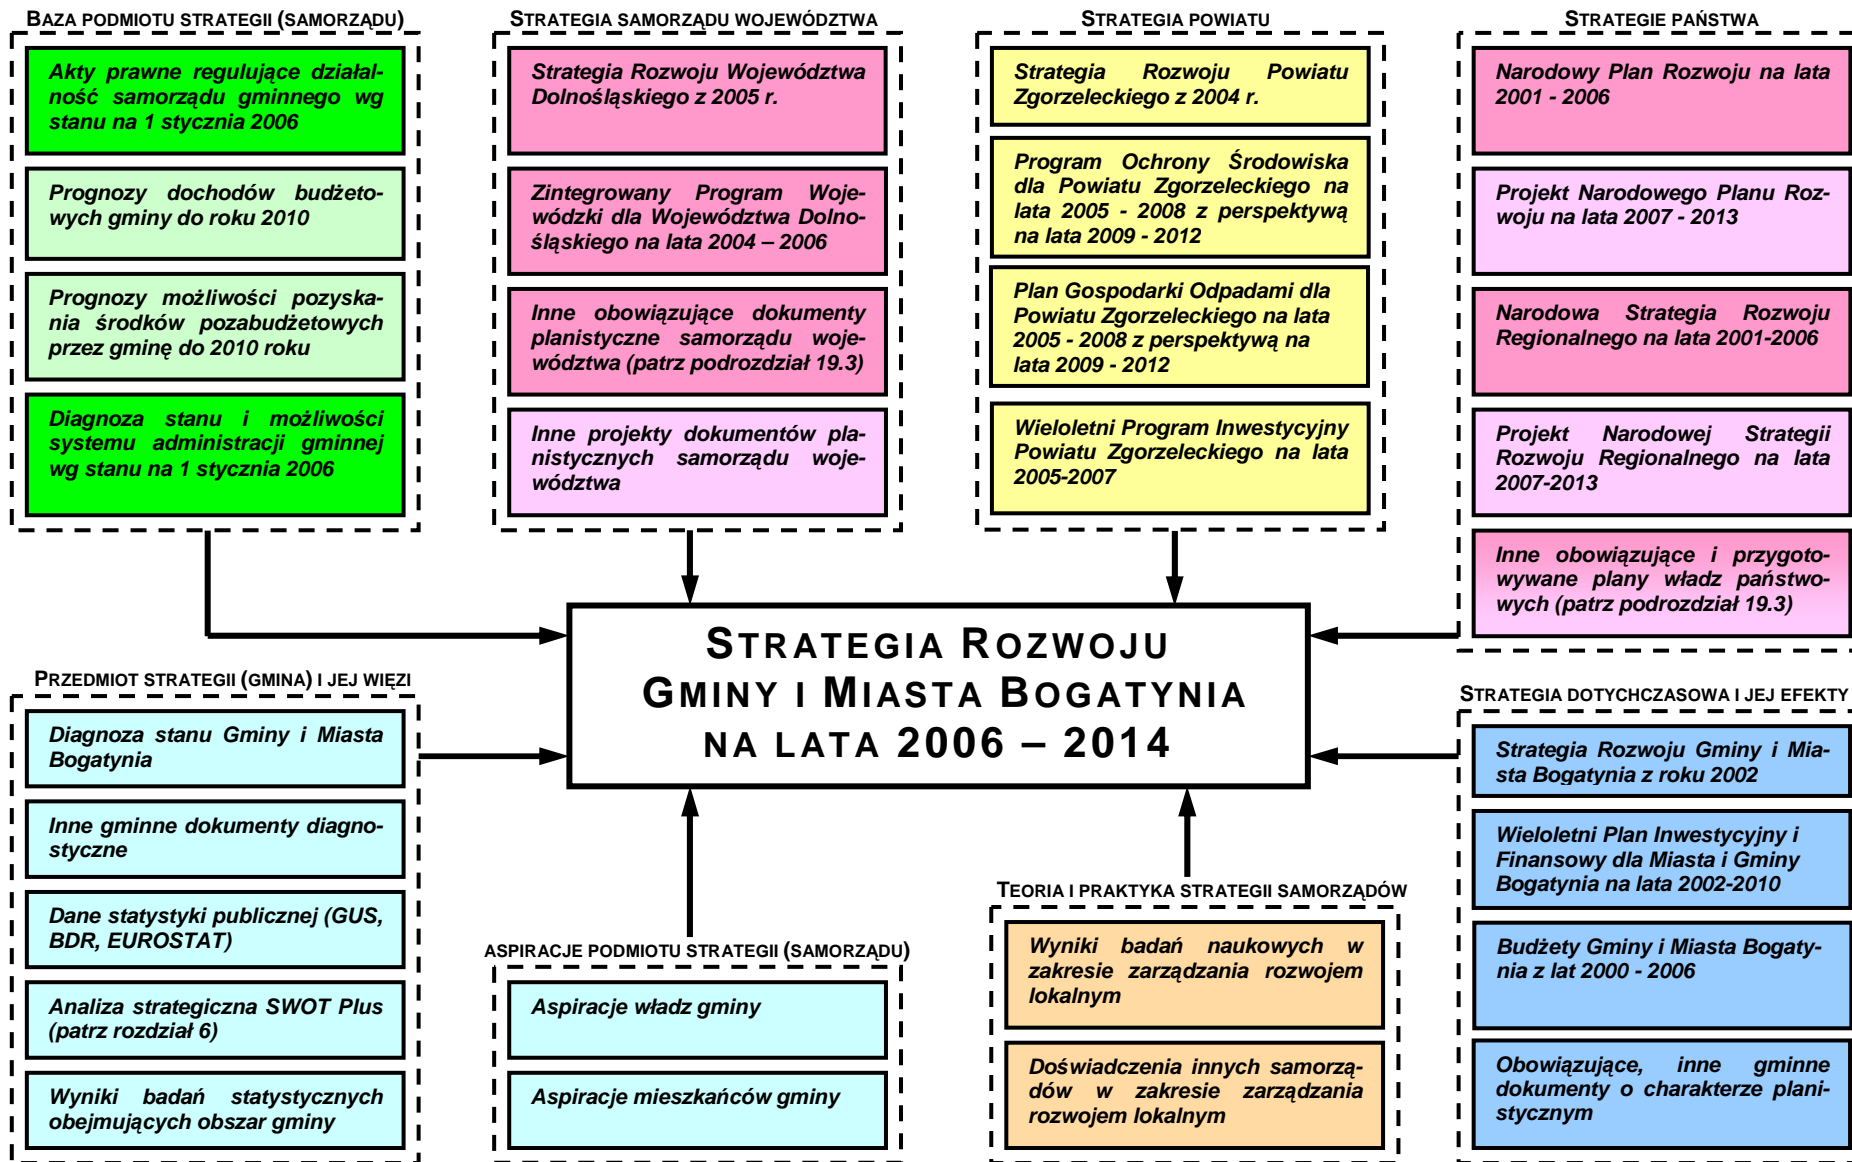 BAZA PODMIOTU STRATEGII (SAMORZĄDU)
Akty prawne regulujące działal-
ność samorządu gminnego wg
stanu na 1 stycznia 2006
Prognozy dochodów budżeto-
wych gminy do roku 2010
Prognozy możliwości pozyska-
nia środków pozabudżetowych
przez gminę do 2010 roku
Diagnoza stanu i możliwości
systemu administracji gminnej
wg stanu na 1 stycznia 2006
STRATEGIA SAMORZĄDU WOJEWÓDZTWA
Strategia Rozwoju Województwa
Dolnośląskiego z 2005 r.
Zintegrowany Program Woje-
wódzki dla Województwa Dolno-
śląskiego na lata 2004 – 2006
Inne obowiązujące dokumenty
planistyczne samorządu woje-
wództwa (patrz podrozdział 19.3)
Inne projekty dokumentów pla-
nistycznych samorządu woje-
wództwa
STRATEGIA POWIATU
Strategia Rozwoju Powiatu
Zgorzeleckiego z 2004 r.
Program Ochrony Środowiska
dla Powiatu Zgorzeleckiego na
lata 2005 - 2008 z perspektywą
na lata 2009 - 2012
Plan Gospodarki Odpadami dla
Powiatu Zgorzeleckiego na lata
2005 - 2008 z perspektywą na
lata 2009 - 2012
Wieloletni Program Inwestycyjny
Powiatu Zgorzeleckiego na lata
2005-2007
STRATEGIE PAŃSTWA
Narodowy Plan Rozwoju na lata
2001 - 2006
Projekt Narodowego Planu Roz-
woju na lata 2007 - 2013
Narodowa Strategia Rozwoju
Regionalnego na lata 2001-2006
Projekt Narodowej Strategii
Rozwoju Regionalnego na lata
2007-2013
Inne obowiązujące i przygoto-
wywane plany władz państwo-
wych (patrz podrozdział 19.3)
STRATEGIA ROZWOJU
GMINY I MIASTA BOGATYNIA
NA LATA 2006 – 2014
PRZEDMIOT STRATEGII (GMINA) I JEJ WIĘZI
Diagnoza stanu Gminy i Miasta
Bogatynia
Inne gminne dokumenty diagno-
styczne
Dane statystyki publicznej (GUS,
BDR, EUROSTAT)
Analiza strategiczna SWOT Plus
(patrz rozdział 6)
Wyniki badań statystycznych
obejmujących obszar gminy
ASPIRACJE PODMIOTU STRATEGII (SAMORZĄDU)
Aspiracje władz gminy
Aspiracje mieszkańców gminy
TEORIA I PRAKTYKA STRATEGII SAMORZĄDÓW
Wyniki badań naukowych w
zakresie zarządzania rozwojem
lokalnym
Doświadczenia innych samorzą-
dów w zakresie zarządzania
rozwojem lokalnym
STRATEGIA DOTYCHCZASOWA I JEJ EFEKTY
Strategia Rozwoju Gminy i Mia-
sta Bogatynia z roku 2002
Wieloletni Plan Inwestycyjny i
Finansowy dla Miasta i Gminy
Bogatynia na lata 2002-2010
Budżety Gminy i Miasta Bogaty-
nia z lat 2000 - 2006
Obowiązujące, inne gminne
dokumenty o charakterze plani-
stycznym